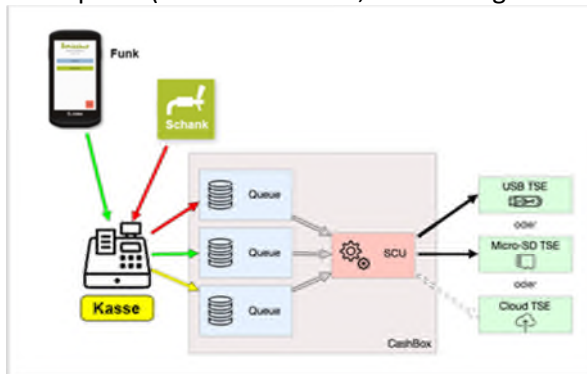 Funk
Schank
Queue
Queue
Queue
Kasse
SCU
CashBox
USB TSE
oder
Micro-SD TSE
oder
Cloud TSE